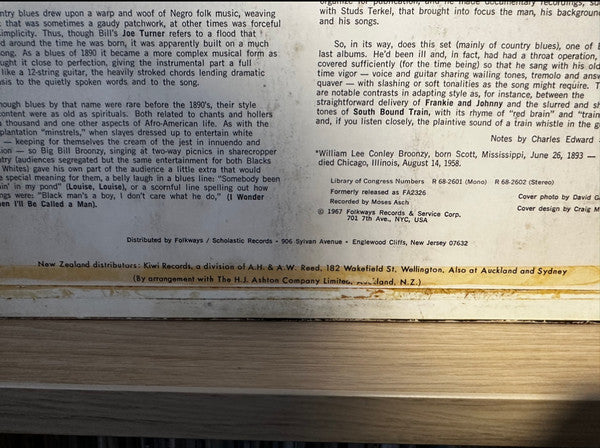 ntry blues drew upon a warp and woof of Negro folk music, weaving
that was sometimes a gaudy patchwork, at other times was forceful
simplicity. Thus, though Bill's Joe Turner refers to a flood that
d around the time he was born, it was apparently built on a much
ong. As a blues of 1890 it became a more complex musical form as
ught it close to perfection, giving the instrumental part a full
like a 12-string guitar, the heavily stroked chords lending dramatic
sis to the quietly spoken words and to the song.
hough blues by that name were rare before the 1890's, their style
content were as old as spirituals. Both related to chants and hollers
thousand and one other aspects of Afro-American life. As with the
plantation "minstrels," when slaves dressed up to entertain white
— keeping for themselves the cream of the jest in innuendo and
ion — so Big Bill Broonzy, singing at two-way picnics in sharecropper
ntry (audiences segregated but the same entertainment for both Blacks
Whites) gave his own part of the audience a little extra that would
special meaning for them, a belly laugh in a blues line: "Somebody been
in' in my pond" (Louise, Louise), or a scornful line spelling out how
ngs were: "Black man's a boy, I don't care what he do," (I Wonder
en I'll Be Called a Man).
organize for publication, and he made documentary recordings,
with Studs Terkel, that brought into focus the man, his background
and his songs.
So, in its way, does this set (mainly of country blues), one of
last albums. He'd been ill and, in fact, had had a throat operation,
covered sufficiently (for the time being) so that he sang with his old
time vigor — voice and guitar sharing wailing tones, tremolo and answ
quaver — with slashing or soft tonalities as the song might require. T
are notable contrasts in adapting style as, for instance, between the
straightforward delivery of Frankie and Johnny and the slurred and sh
tones of South Bound Train, with its rhyme of "red brain" and "train
and, if you listen closely, the plaintive sound of a train whistle in the g
Notes by Charles Edward
*William Lee Conley Broonzy, born Scott, Mississippi, June 26, 1893 —
died Chicago, Illinois, August 14, 1958.
Library of Congress Numbers R 68-2601 (Mono) R 68-2602 (Stereo)
Formerly released as FA2326
Recorded by Moses Asch
© 1967 Folkways Records & Service Corp.
701 7th Ave., NYC, USA
Cover photo by David G
Cover design by Craig M
Distributed by Folkways / Scholastic Records • 906 Sylvan Avenue • Englewood Cliffs, New Jersey 07632
New Zealand distributors: Kiwi Records, a division of A.H. & A.W. Reed, 182 Wakefield St, Wellington. Also at Auckland and Sydney
(By arrangement with The H.J. Ashton Company Limited, Auckland, N.Z.)